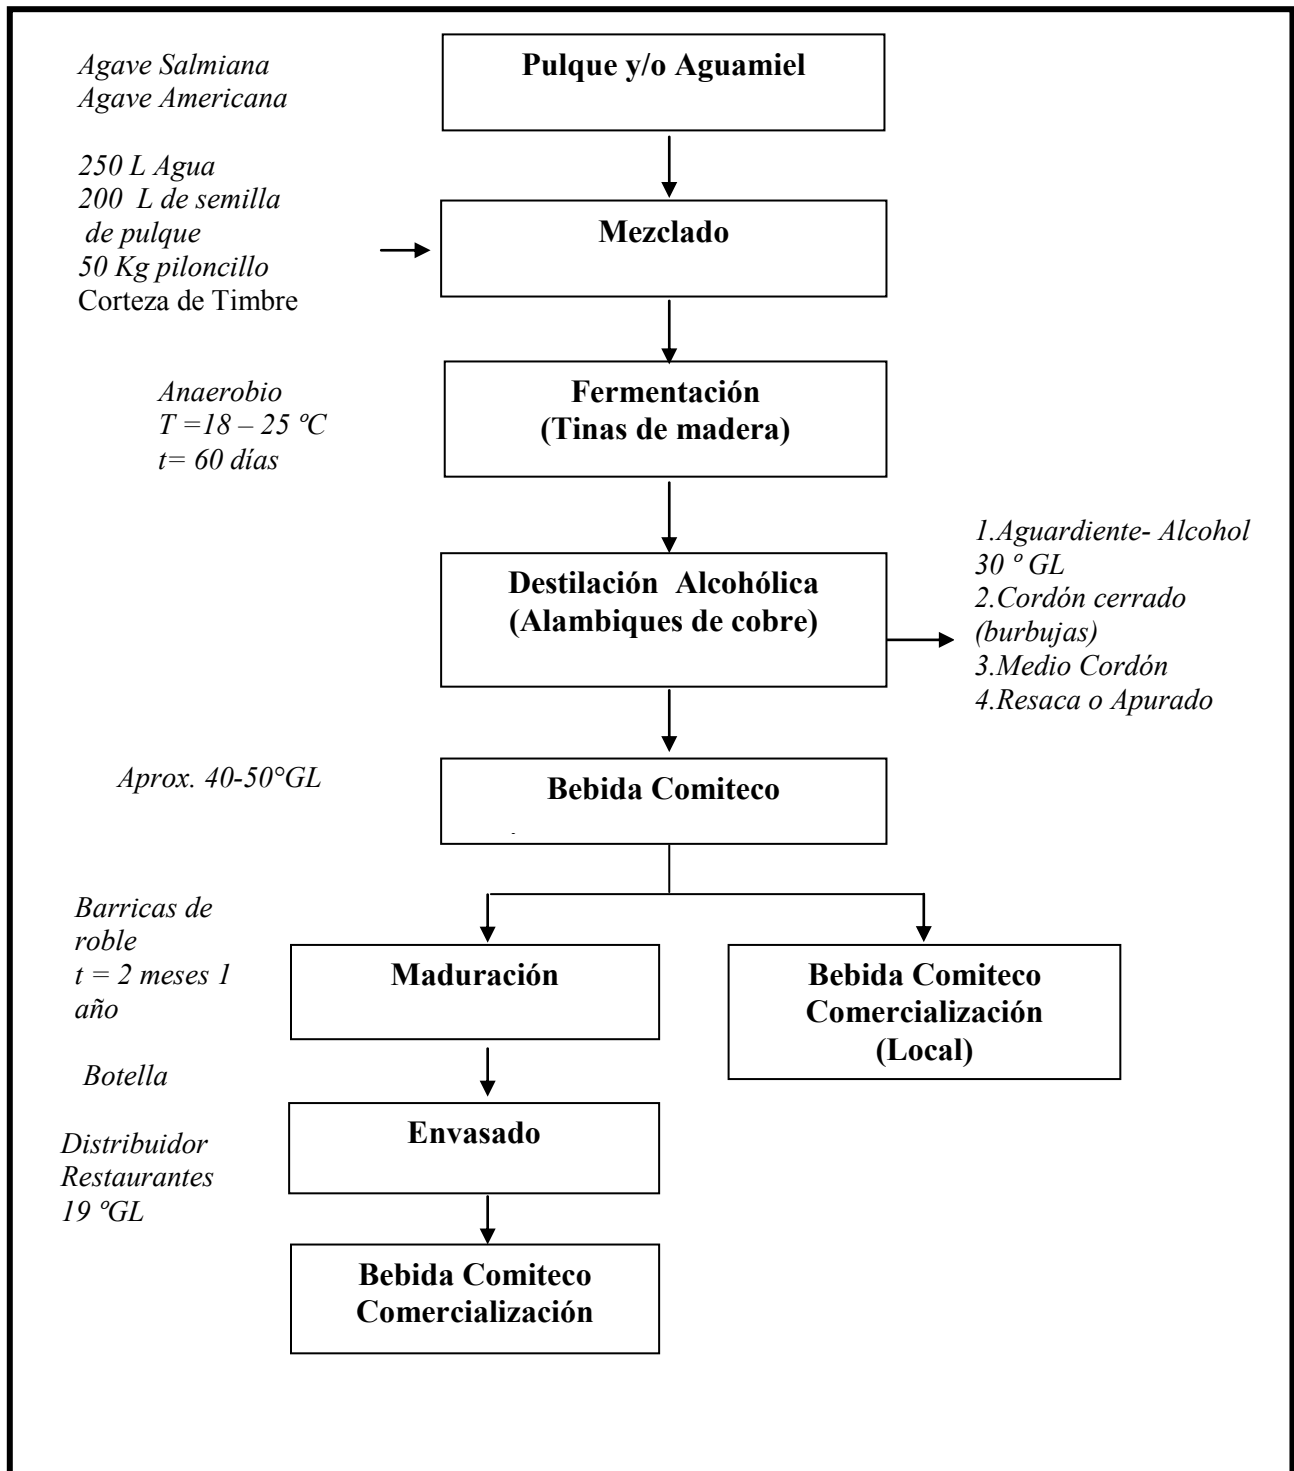 Agave Salmiana
Agave Americana
Pulque y/o Aguamiel
250 L Agua
200  L de semilla
de pulque
50 Kg piloncillo
Corteza de Timbre
Mezclado
Anaerobio
T =18 – 25 ºC
t= 60 días
Fermentación
(Tinas de madera)
Destilación  Alcohólica
(Alambiques de cobre)
1.Aguardiente- Alcohol
30 º GL
2.Cordón cerrado
(burbujas)
3.Medio Cordón
4.Resaca o Apurado
Aprox. 40-50°GL
Bebida Comiteco
Barricas de
roble
t = 2 meses 1
año
Maduración
Bebida Comiteco
Comercialización
(Local)
Botella
Envasado
Distribuidor
Restaurantes
19 ºGL
Bebida Comiteco
Comercialización